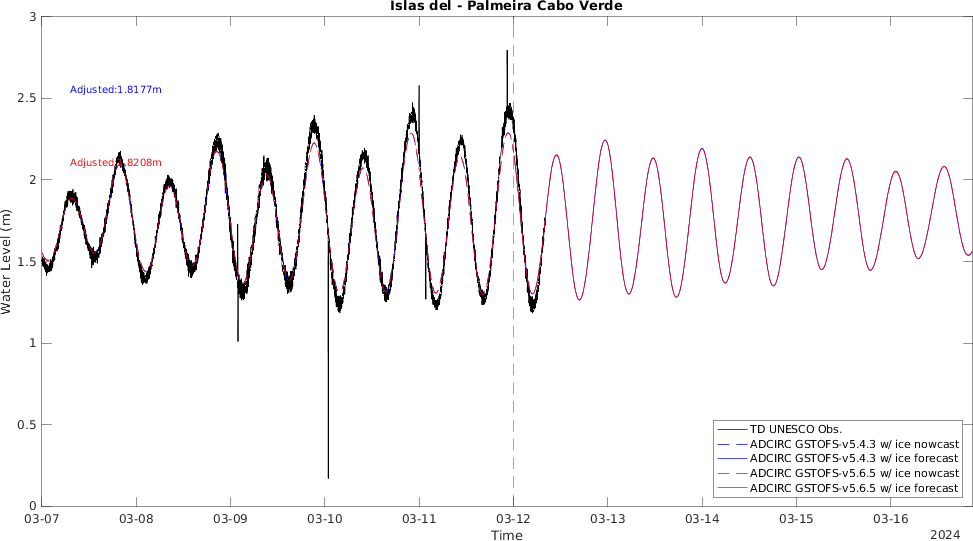 Islas del - Palmeira Cabo Verde
3
2.5
2
1.5
1
0.5
0
Water Level (m)
Adjusted:1.8177m
Adjusted:1.8208m
TD UNESCO Obs.
ADCIRC GSTOFS-v5.4.3 w/ ice nowcast
ADCIRC GSTOFS-v5.4.3 w/ ice forecast
ADCIRC GSTOFS-v5.6.5 w/ ice nowcast
ADCIRC GSTOFS-v5.6.5 w/ ice forecast
03-07 03-08 03-09 03-10 03-11 03-12 03-13 03-14 03-15 03-16
Time
2024